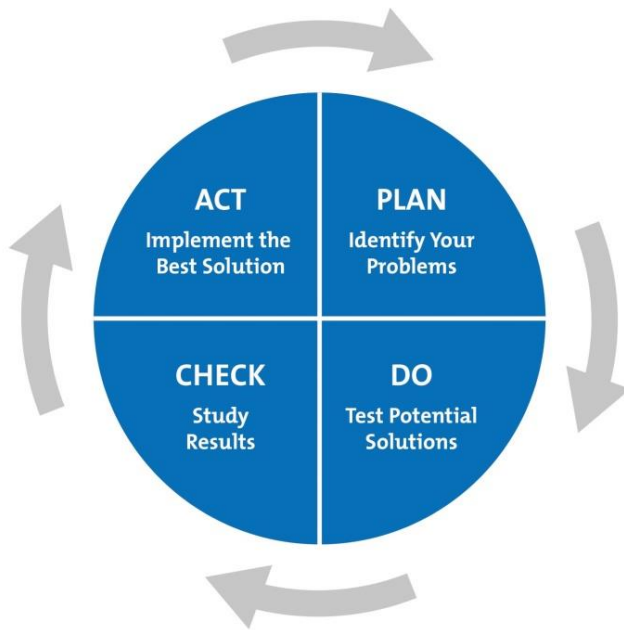 ACT
Implement the
Best Solution
PLAN
Identify Your
Problems
CHECK
Study
Results
DO
Test Potential
Solutions